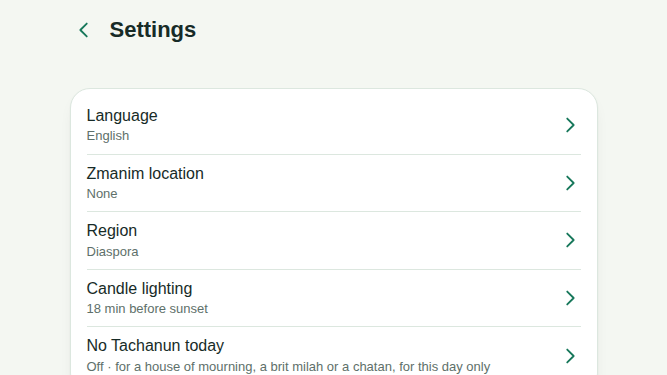 Settings
Language
English
Zmanim location
None
Region
Diaspora
Candle lighting
18 min before sunset
No Tachanun today
Off · for a house of mourning, a brit milah or a chatan, for this day only